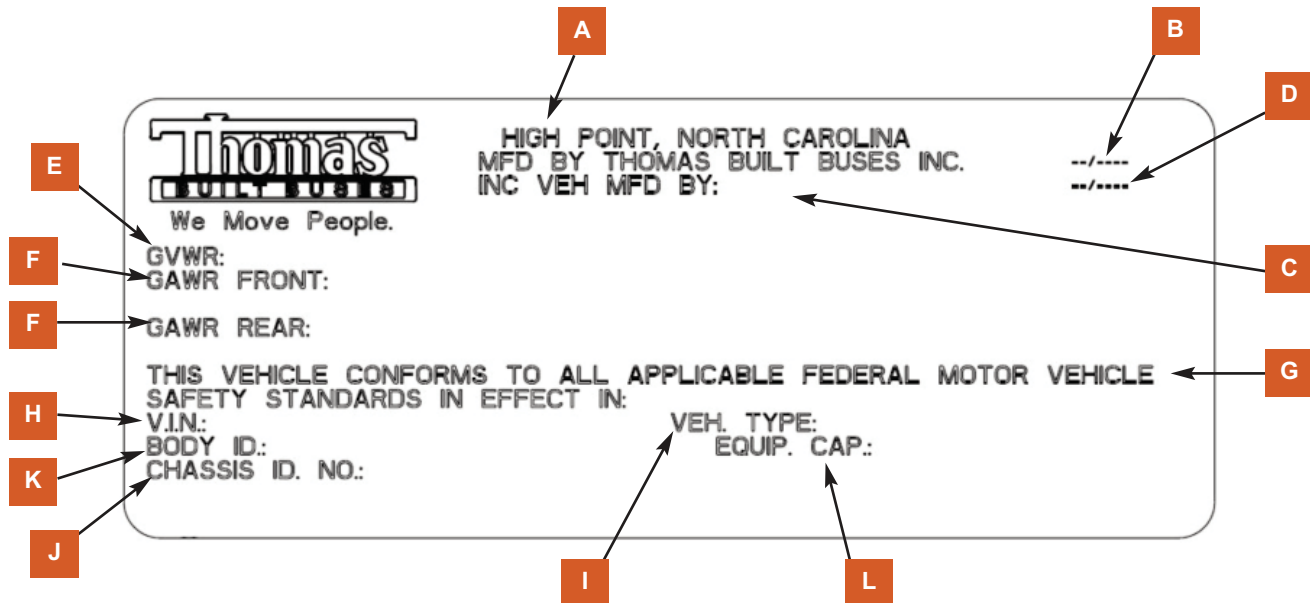 A
B
HIGH POINT, NORTH CAROLINA
D
Thomas
MFD BY THOMAS BUILT BUSES INC. --/----
E
BUILT BUSES
INC VEH MFD BY: --/----
We Move People.
GVWR:
F
GAWR FRONT:
C
F
GAWR REAR:
THIS VEHICLE CONFORMS TO ALL APPLICABLE FEDERAL MOTOR VEHICLE
G
SAFETY STANDARDS IN EFFECT IN:
H
V.I.N.: VEH. TYPE:
BODY ID.: EQUIP. CAP.:
K
CHASSIS ID. NO.:
J
I
L